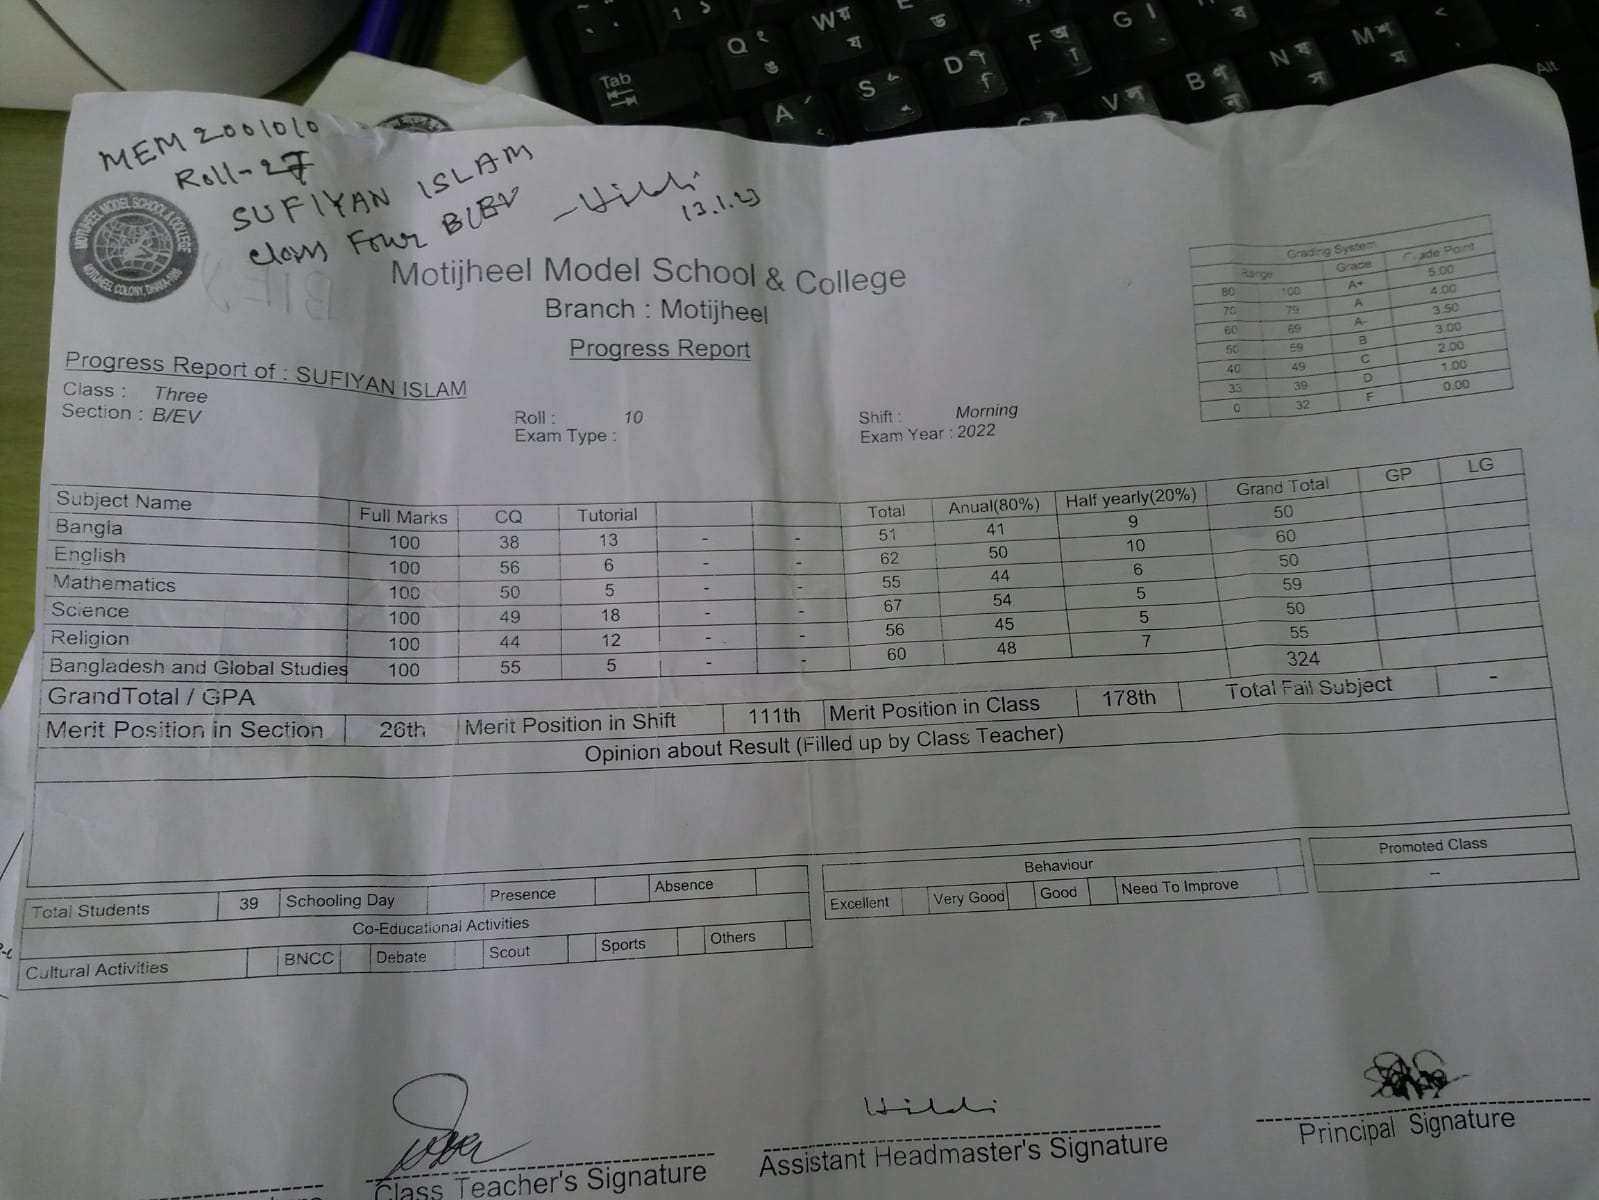 MEM2001010
Roll-27
SUFIYAN ISLAM
class Four B/EV
13.1.23
MOTIJHEEL MODEL SCHOOL & COLLEGE
MOTIJHEEL COLONY, DHAKA-1000
Motijheel Model School & College
Branch : Motijheel
Progress Report
Grading System
Range Grade Grade Point
80 100 A+ 5.00
70 79 A 4.00
60 69 A- 3.50
50 59 B 3.00
40 49 C 2.00
33 39 D 1.00
0 32 F 0.00
Progress Report of : SUFIYAN ISLAM
Class : Three
Section : B/EV
Roll : 10
Exam Type :
Shift : Morning
Exam Year : 2022
Subject Name Full Marks CQ Tutorial Total Anual(80%) Half yearly(20%) Grand Total GP LG
Bangla 100 38 13 - - 51 41 9 50
English 100 56 6 - - 62 50 10 60
Mathematics 100 50 5 - - 55 44 6 50
Science 100 49 18 - - 67 54 5 59
Religion 100 44 12 - - 56 45 5 50
Bangladesh and Global Studies 100 55 5 - - 60 48 7 55
GrandTotal / GPA 324
Merit Position in Section 26th Merit Position in Shift 111th Merit Position in Class 178th Total Fail Subject -
Opinion about Result (Filled up by Class Teacher)
Total Students 39 Schooling Day Presence Absence
Co-Educational Activities
Cultural Activities BNCC Debate Scout Sports Others
Behaviour
Excellent Very Good Good Need To Improve
Promoted Class
--
Class Teacher's Signature
Assistant Headmaster's Signature
Principal Signature
Tab
Q W
A S D F G
V B N M
Alt